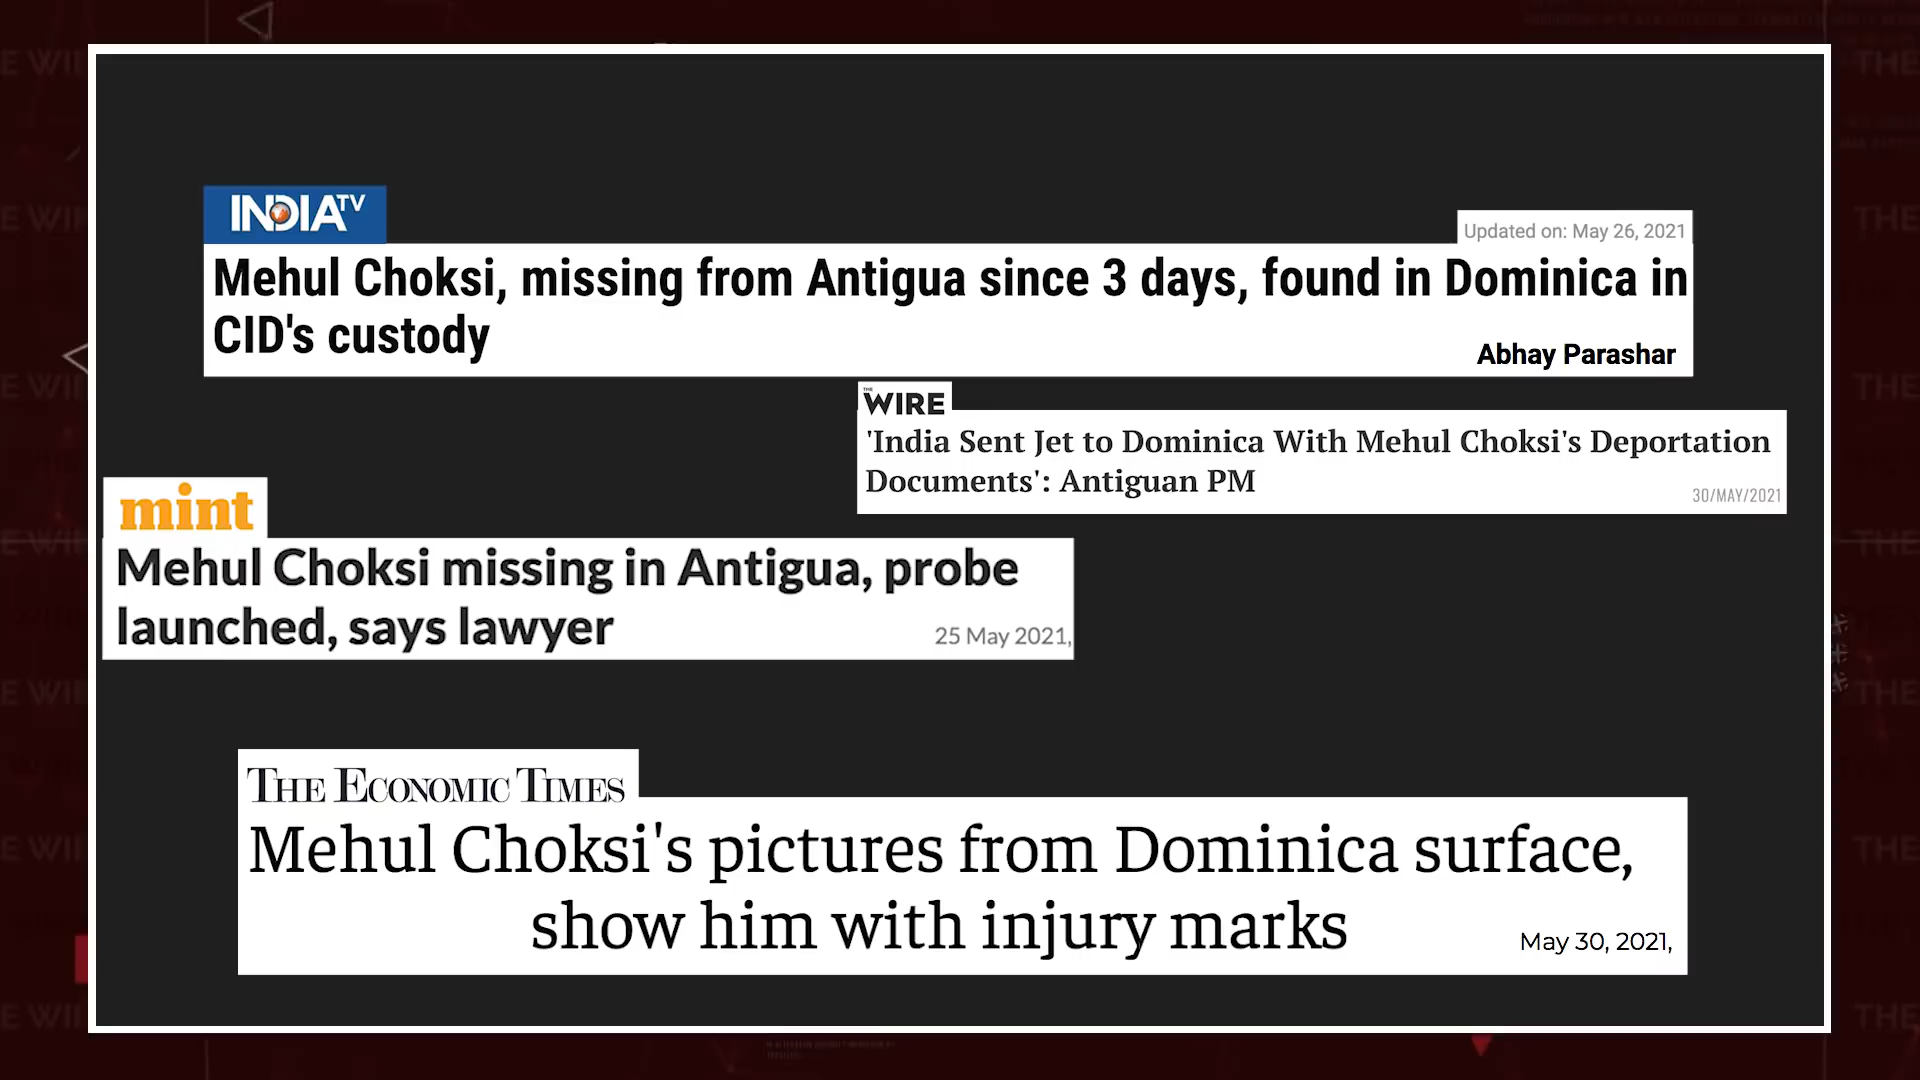 INDIA TV
Updated on: May 26, 2021
Mehul Choksi, missing from Antigua since 3 days, found in Dominica in
CID's custody
Abhay Parashar
THE
WIRE
'India Sent Jet to Dominica With Mehul Choksi's Deportation
Documents': Antiguan PM
30/MAY/2021
mint
Mehul Choksi missing in Antigua, probe
launched, says lawyer
25 May 2021,
THE ECONOMIC TIMES
Mehul Choksi's pictures from Dominica surface,
show him with injury marks
May 30, 2021,